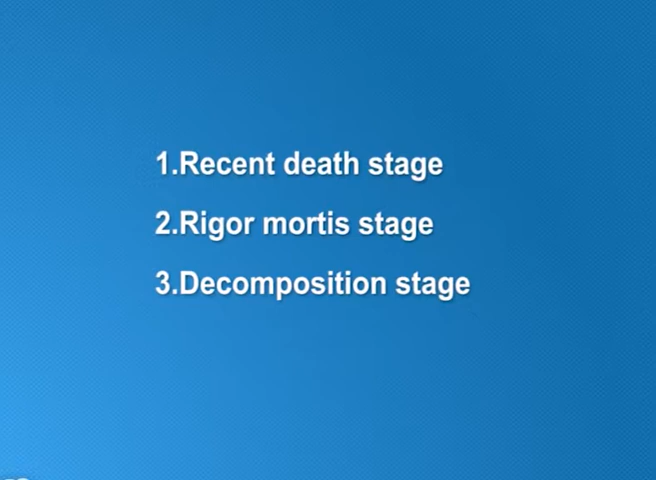 1.Recent death stage
2.Rigor mortis stage
3.Decomposition stage